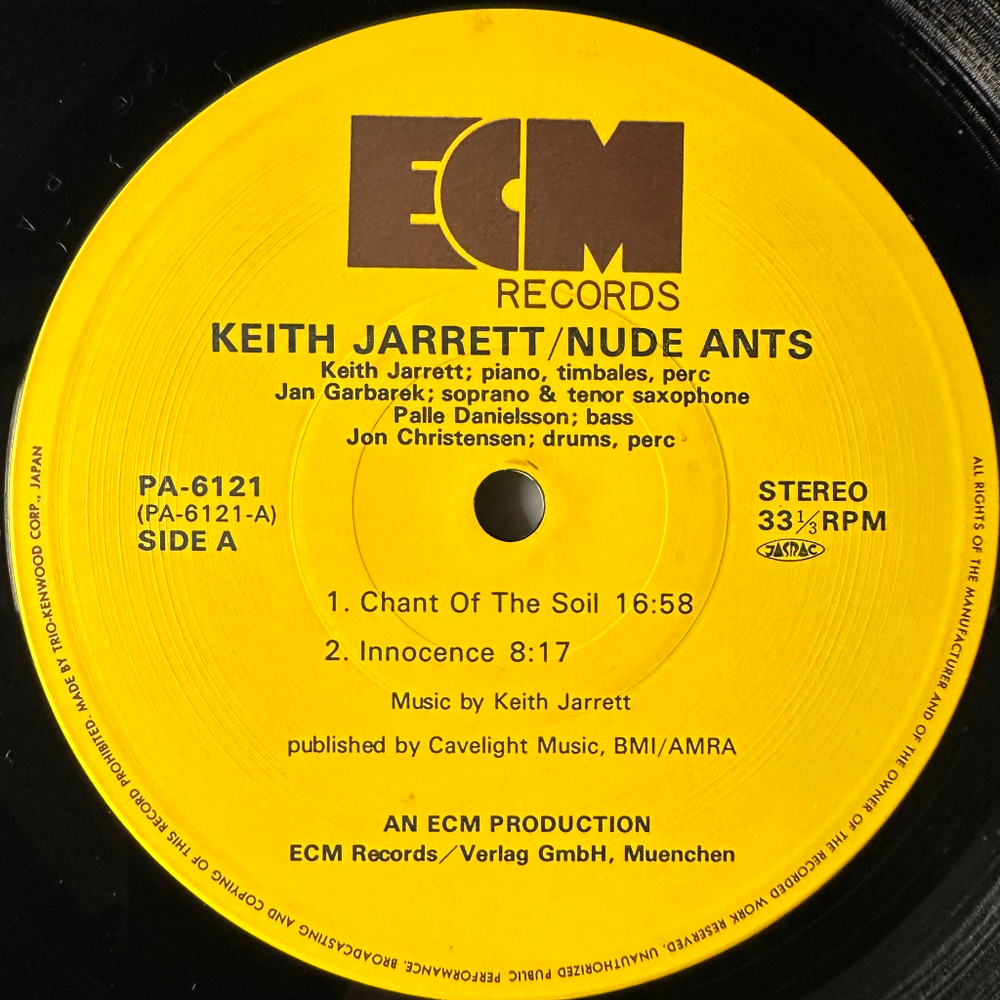 ECM
RECORDS
KEITH JARRETT/NUDE ANTS
Keith Jarrett; piano, timbales, perc
Jan Garbarek; soprano & tenor saxophone
Palle Danielsson; bass
Jon Christensen; drums, perc
PA-6121
(PA-6121-A)
SIDE A
STEREO
33⅓RPM
JASRAC
1. Chant Of The Soil 16:58
2. Innocence 8:17
Music by Keith Jarrett
published by Cavelight Music, BMI/AMRA
AN ECM PRODUCTION
ECM Records/Verlag GmbH, Muenchen
ALL RIGHTS OF THE MANUFACTURER AND OF THE OWNER OF THE RECORDED WORK RESERVED. UNAUTHORIZED PUBLIC PERFORMANCE, BROADCASTING AND COPYING OF THIS RECORD PROHIBITED. MADE BY TRIO-KENWOOD CORP., JAPAN